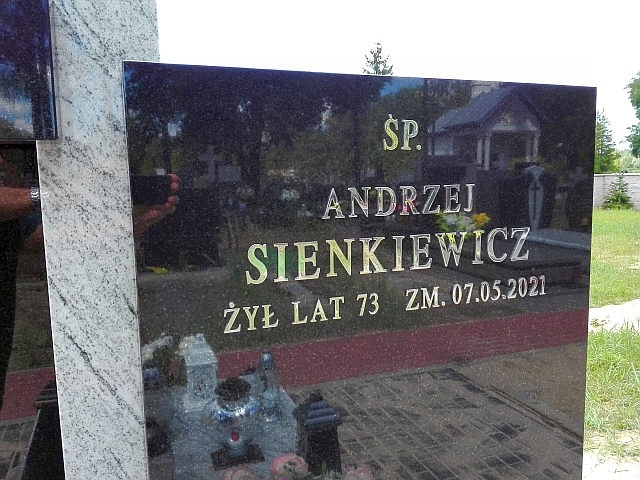 ŚP.
ANDRZEJ
SIENKIEWICZ
ŻYŁ LAT 73 ZM. 07.05.2021